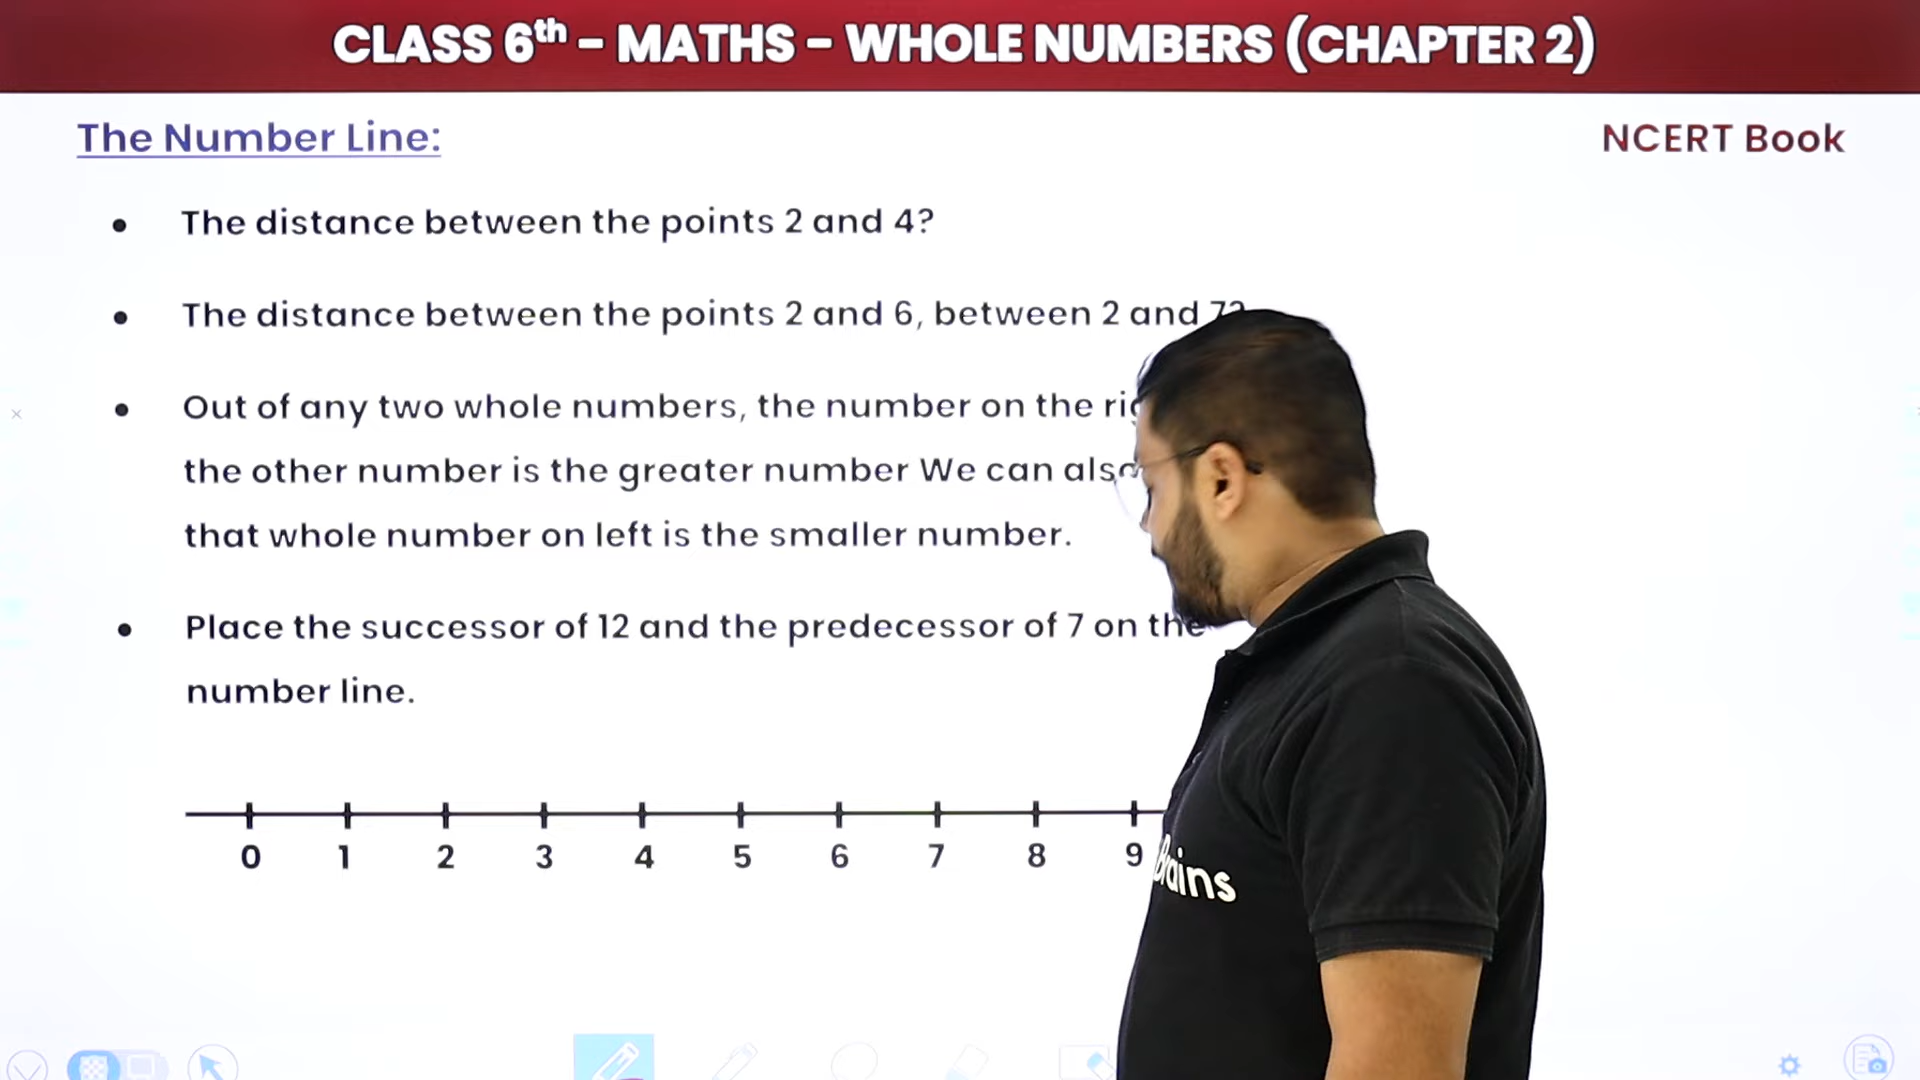 CLASS 6th - MATHS - WHOLE NUMBERS (CHAPTER 2)
The Number Line:
NCERT Book
• The distance between the points 2 and 4?
• The distance between the points 2 and 6, between 2 and 7?
• Out of any two whole numbers, the number on the
the other number is the greater number We can
that whole number on left is the smaller number.
• Place the successor of 12 and the predecessor of 7 on the
number line.
0 1 2 3 4 5 6 7 8 9
Brains